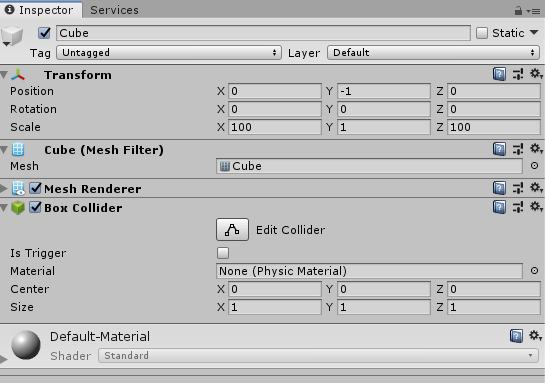 Inspector Services
Cube Static
Tag Untagged Layer Default
Transform
Position X 0 Y -1 Z 0
Rotation X 0 Y 0 Z 0
Scale X 100 Y 1 Z 100
Cube (Mesh Filter)
Mesh Cube
Mesh Renderer
Box Collider
Edit Collider
Is Trigger
Material None (Physic Material)
Center X 0 Y 0 Z 0
Size X 1 Y 1 Z 1
Default-Material
Shader Standard